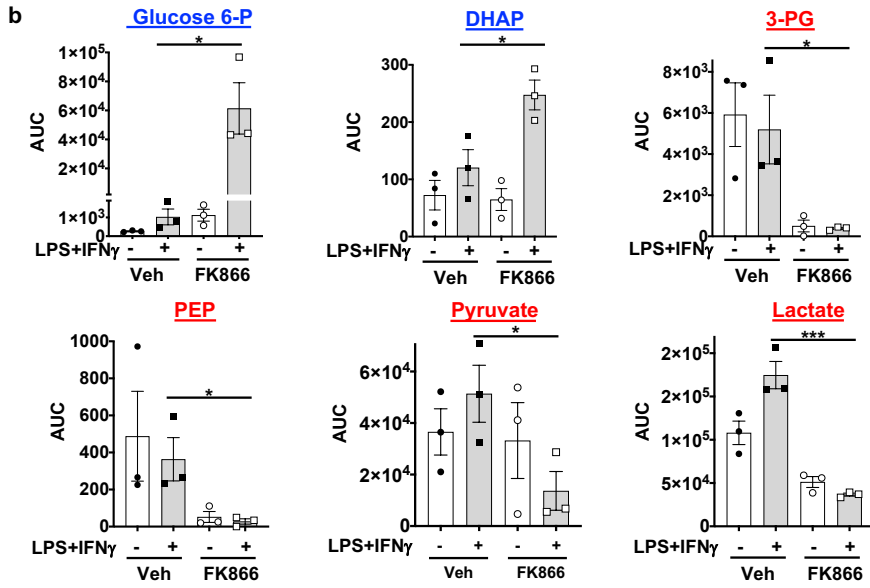 b
Glucose 6-P
DHAP
3-PG
*
*
*
AUC
1×10⁵
8×10⁴
6×10⁴
4×10⁴
2×10⁴
1×10³
0
AUC
300
200
100
0
AUC
8×10³
6×10³
4×10³
2×10³
0
LPS+IFNγ - + - +
Veh FK866
LPS+IFNγ - + - +
Veh FK866
LPS+IFNγ - + - +
Veh FK866
PEP
Pyruvate
Lactate
*
*
***
AUC
1000
800
600
400
200
0
AUC
6×10⁴
4×10⁴
2×10⁴
0
AUC
2×10⁵
2×10⁵
1×10⁵
5×10⁴
0
LPS+IFNγ - + - +
Veh FK866
LPS+IFNγ - + - +
Veh FK866
LPS+IFNγ - + - +
Veh FK866